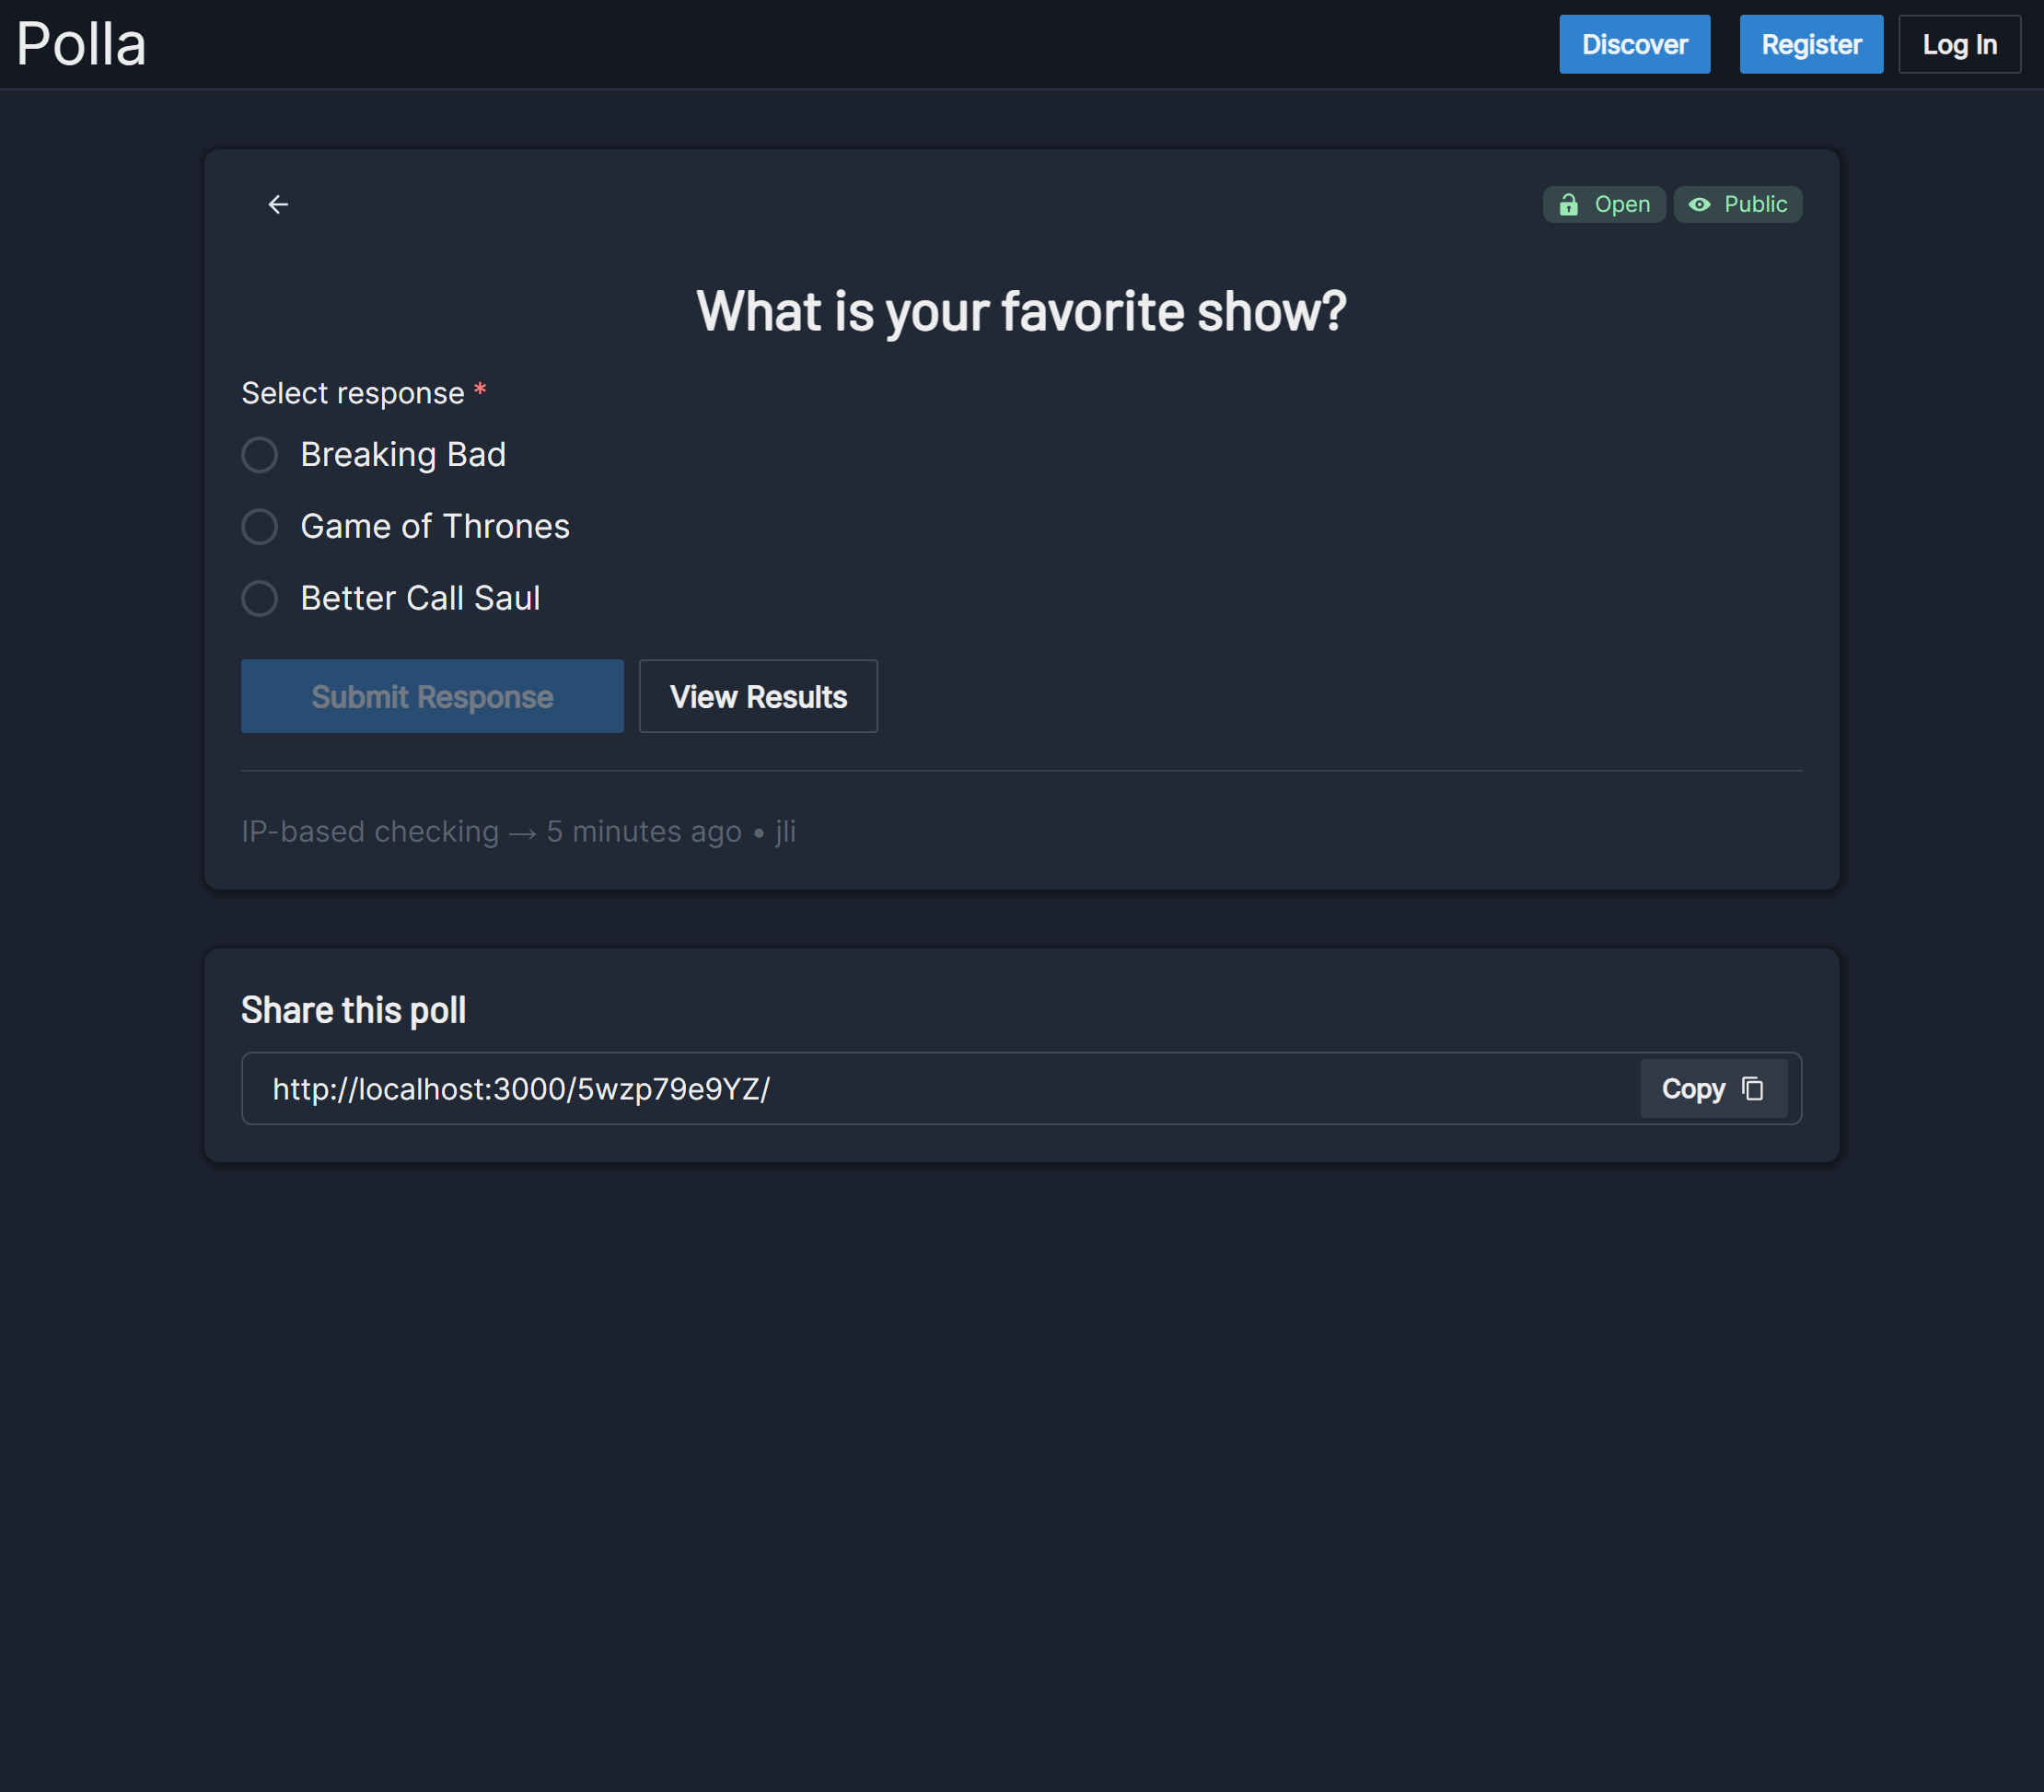 Polla
Discover
Register
Log In
Open
Public
What is your favorite show?
Select response *
Breaking Bad
Game of Thrones
Better Call Saul
Submit Response
View Results
IP-based checking → 5 minutes ago • jli
Share this poll
http://localhost:3000/5wzp79e9YZ/
Copy